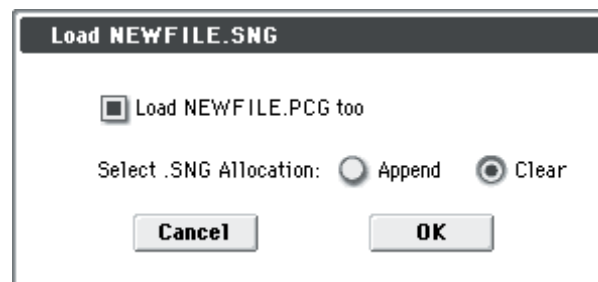 Load NEWFILE.SNG
Load NEWFILE.PCG too
Select .SNG Allocation: Append Clear
Cancel OK